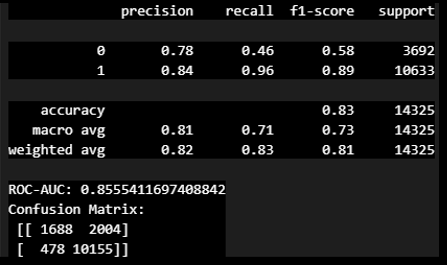 precision recall f1-score support
0 0.78 0.46 0.58 3692
1 0.84 0.96 0.89 10633
accuracy 0.83 14325
macro avg 0.81 0.71 0.73 14325
weighted avg 0.82 0.83 0.81 14325
ROC-AUC: 0.8555411697408842
Confusion Matrix:
[[ 1688 2004]
[ 478 10155]]